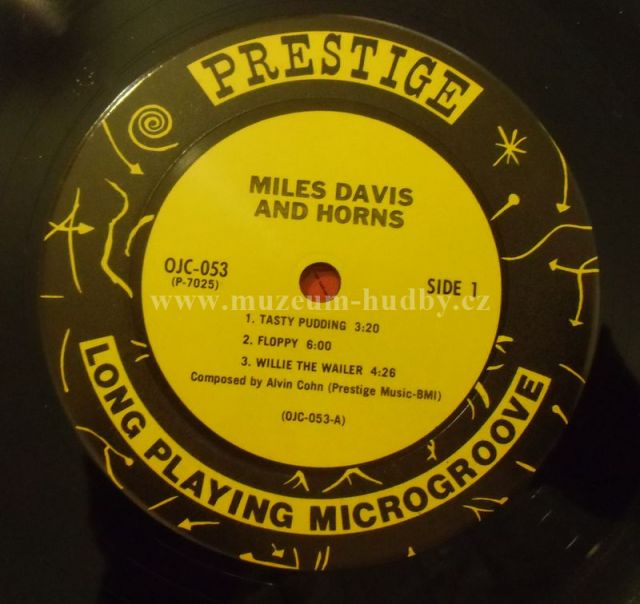 PRESTIGE
MILES DAVIS
AND HORNS
OJC-053
(P-7025)
SIDE 1
www.muzeum-hudby.cz
1. TASTY PUDDING 3:20
2. FLOPPY 6:00
3. WILLIE THE WAILER 4:26
Composed by Alvin Cohn (Prestige Music-BMI)
(OJC-053-A)
LONG PLAYING MICROGROOVE